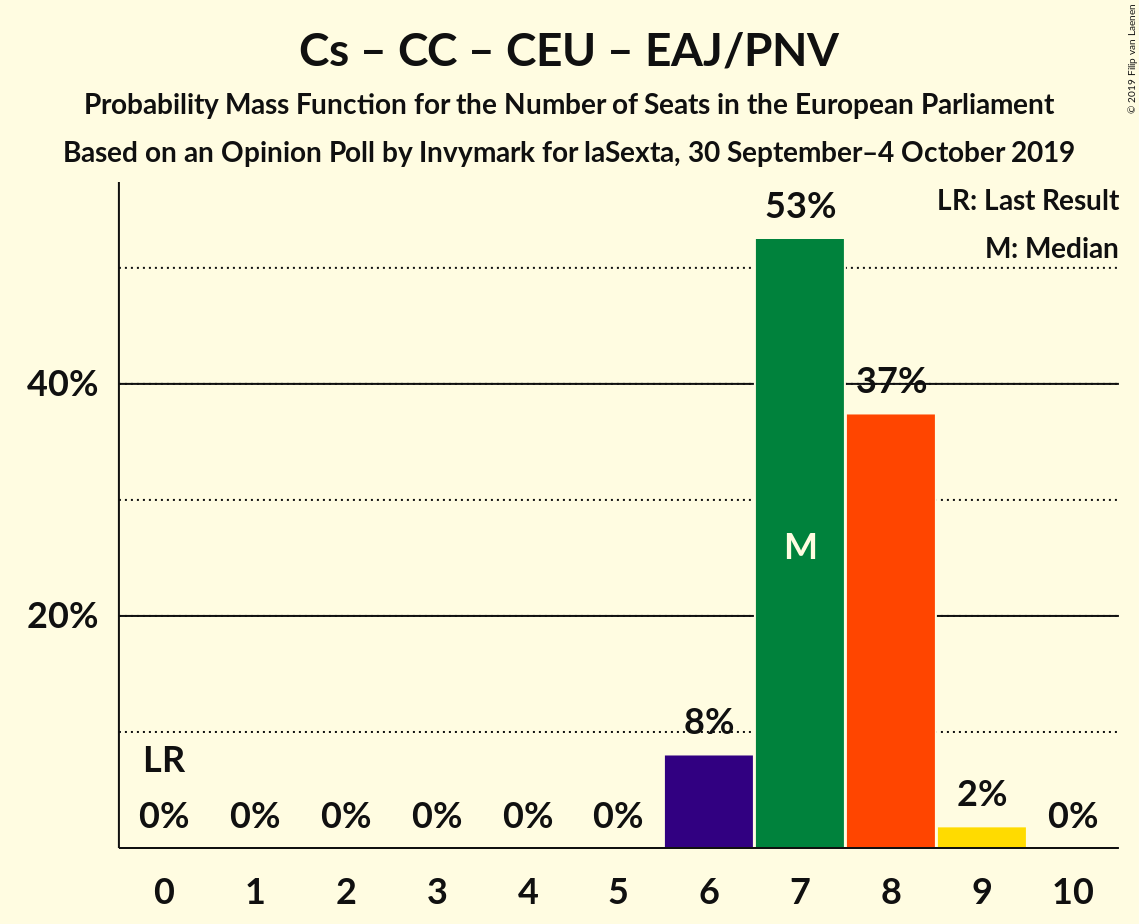 Cs – CC – CEU – EAJ/PNV
Probability Mass Function for the Number of Seats in the European Parliament
Based on an Opinion Poll by Invymark for laSexta, 30 September–4 October 2019
© 2019 Filip van Laenen
LR: Last Result
M: Median
53%
40%
37%
M
20%
8%
LR
2%
0% 0% 0% 0% 0% 0% 0%
0 1 2 3 4 5 6 7 8 9 10